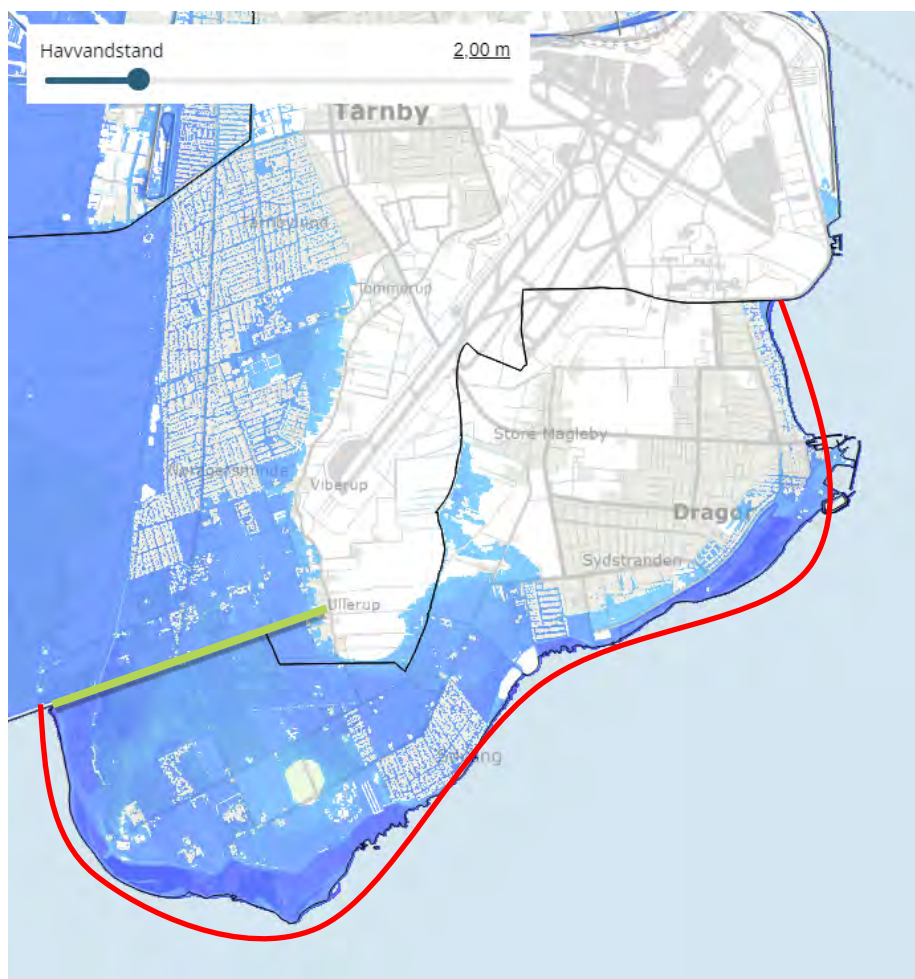 Havvandstand 2,00 m
Tårnby
Tømmerup
Store Magleby
Viberup
Dragør
Sydstranden
Ullerup